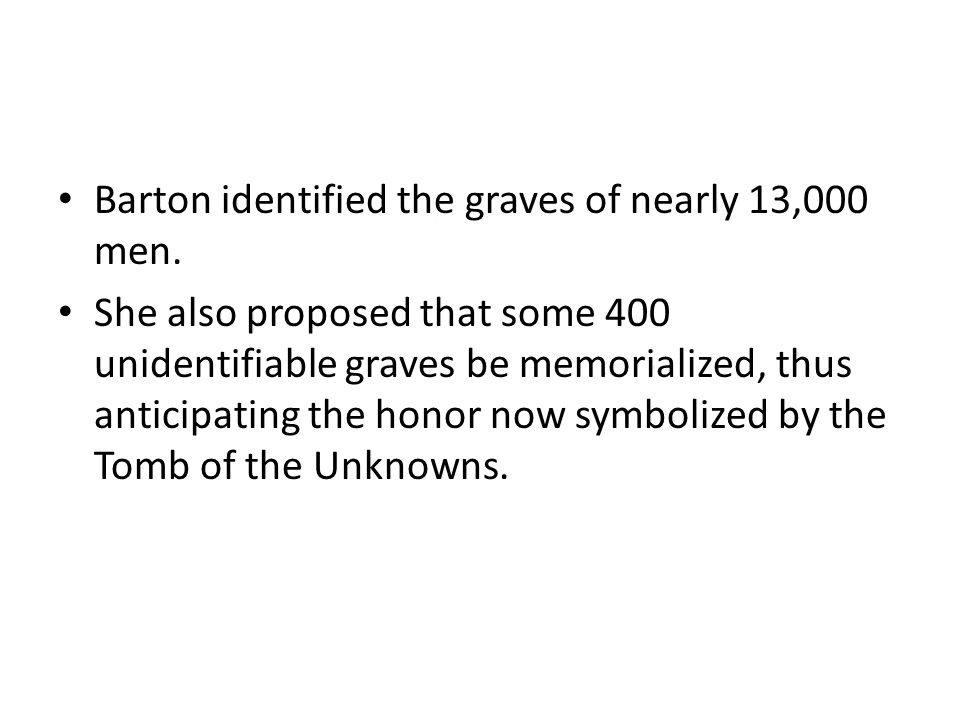 • Barton identified the graves of nearly 13,000
men.
• She also proposed that some 400
unidentifiable graves be memorialized, thus
anticipating the honor now symbolized by the
Tomb of the Unknowns.